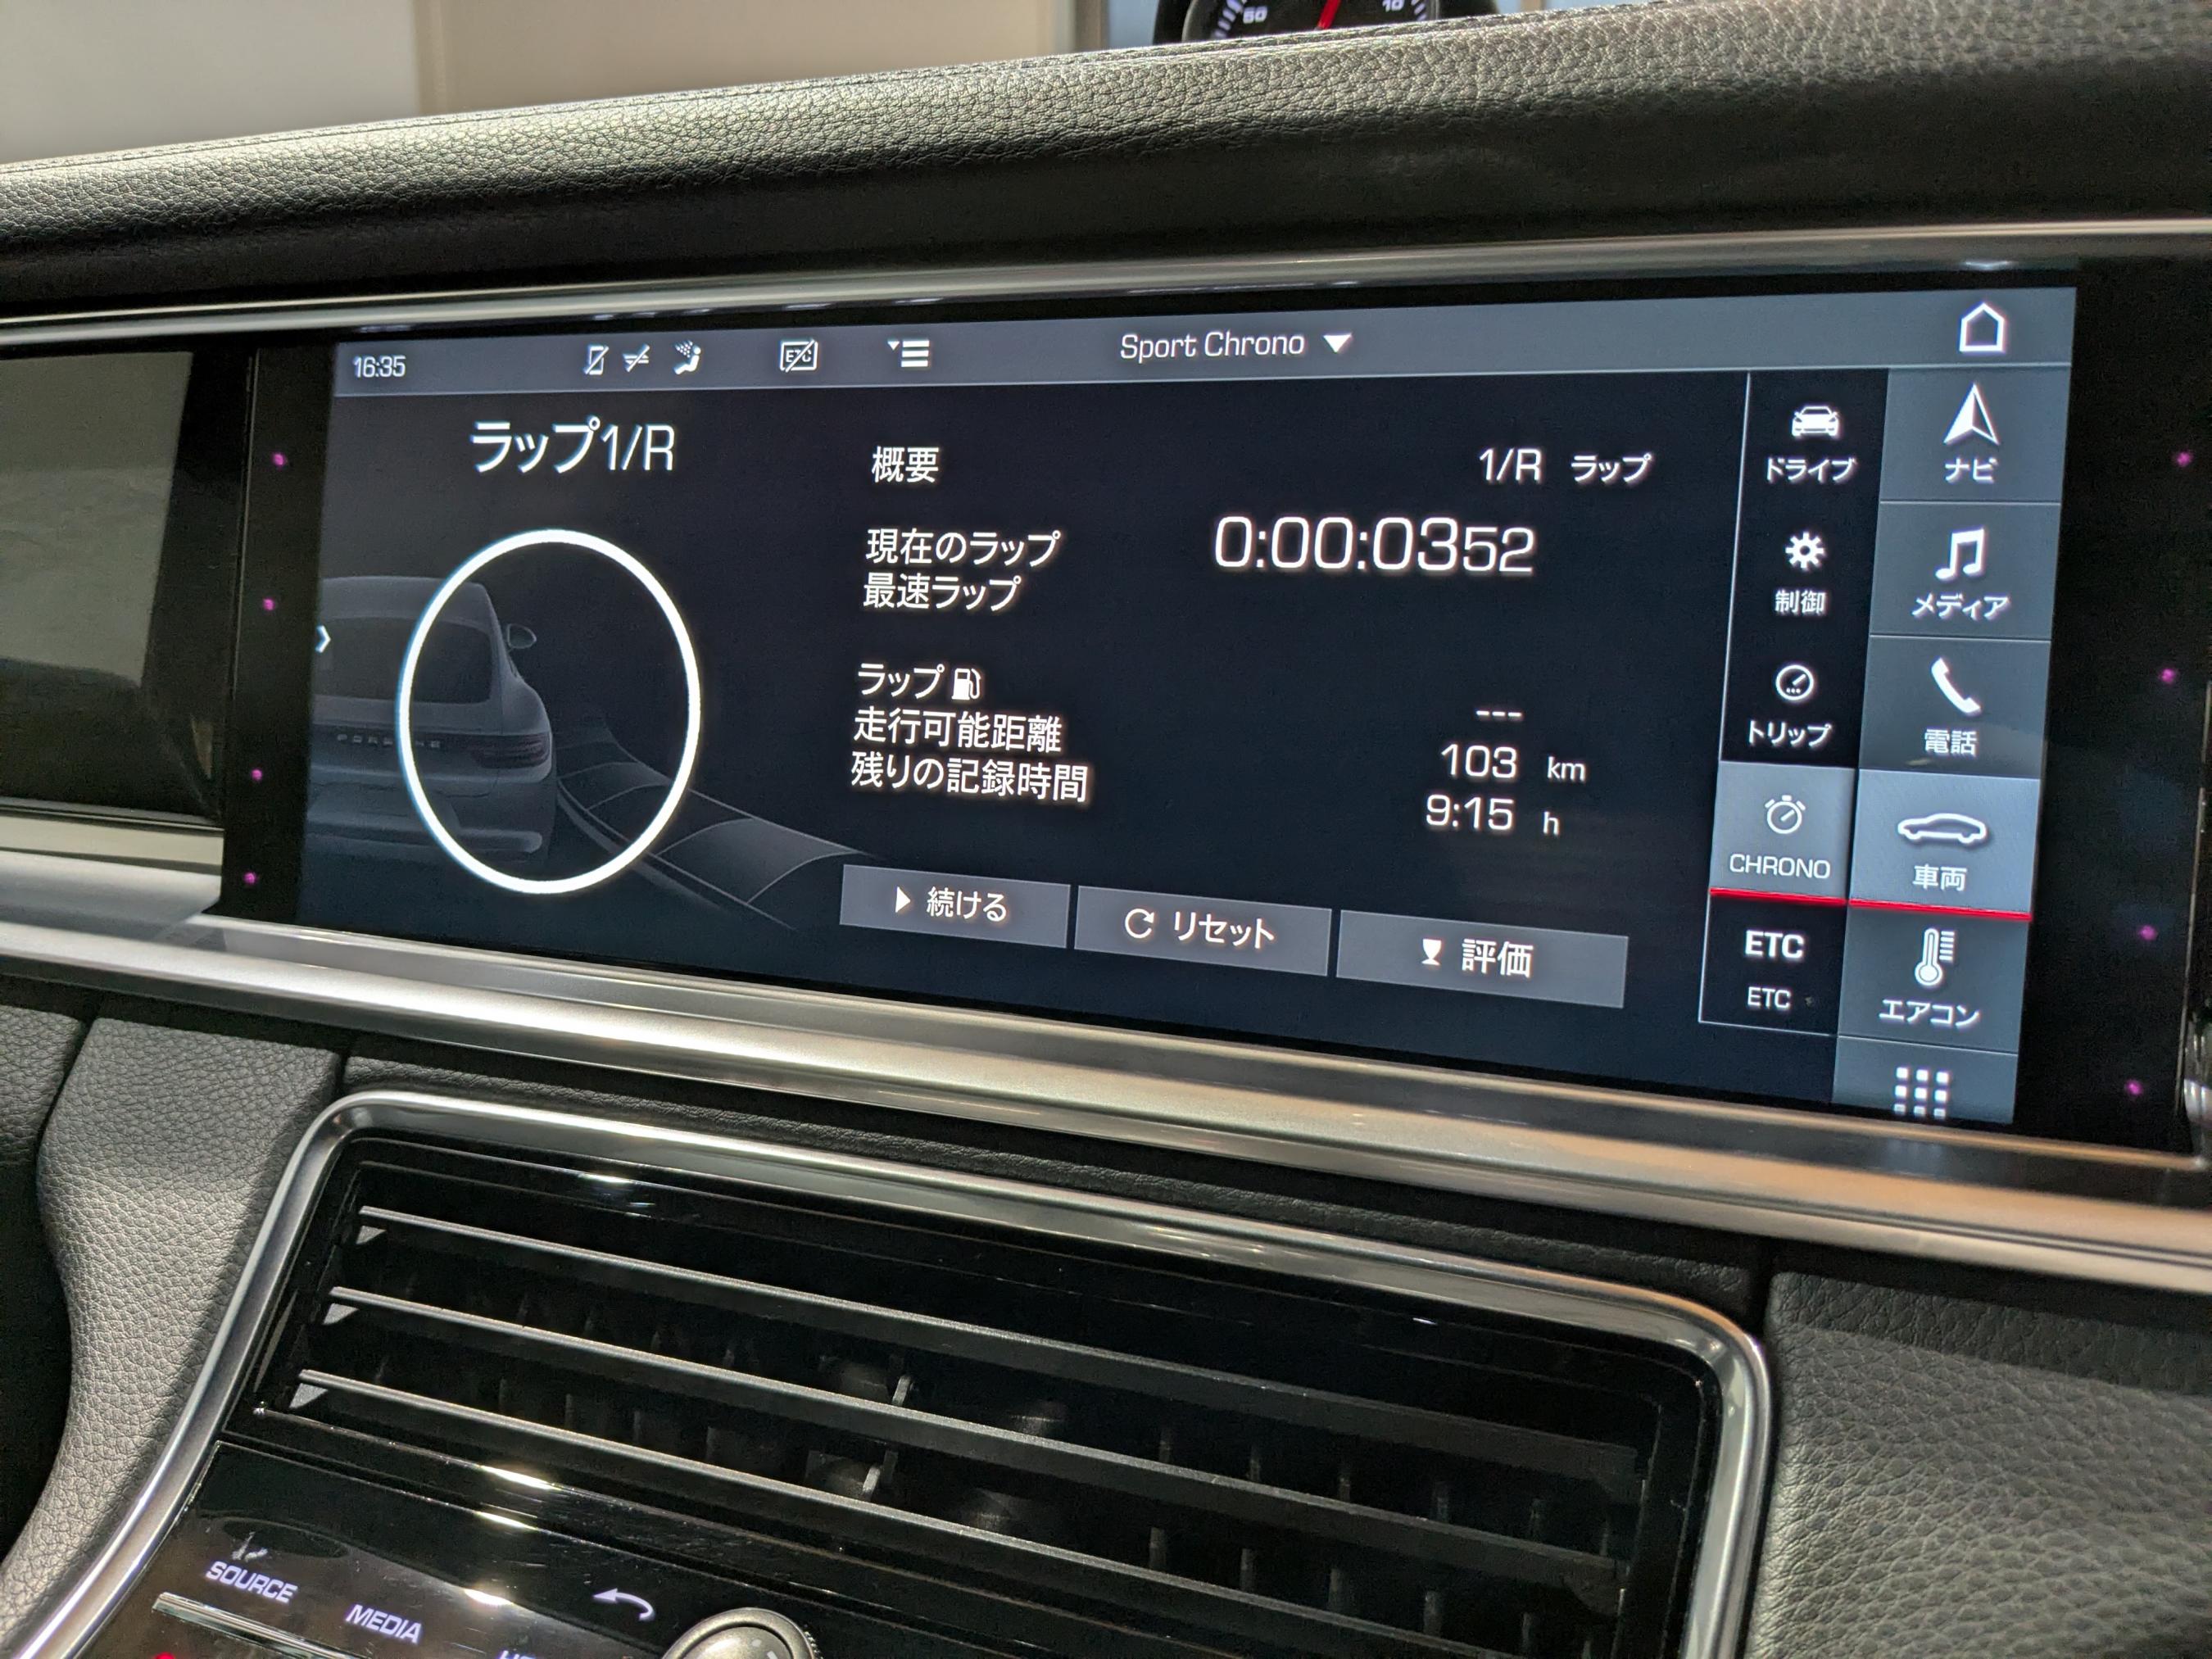 50
10
16:35
ETC
Sport Chrono
ラップ1/R
概要
1/R ラップ
現在のラップ
0:00:0352
最速ラップ
ラップ
---
走行可能距離
103 km
残りの記録時間
9:15 h
続ける
リセット
評価
ドライブ
制御
トリップ
CHRONO
ETC
ETC
ナビ
メディア
電話
車両
エアコン
PORSCHE
SOURCE
MEDIA